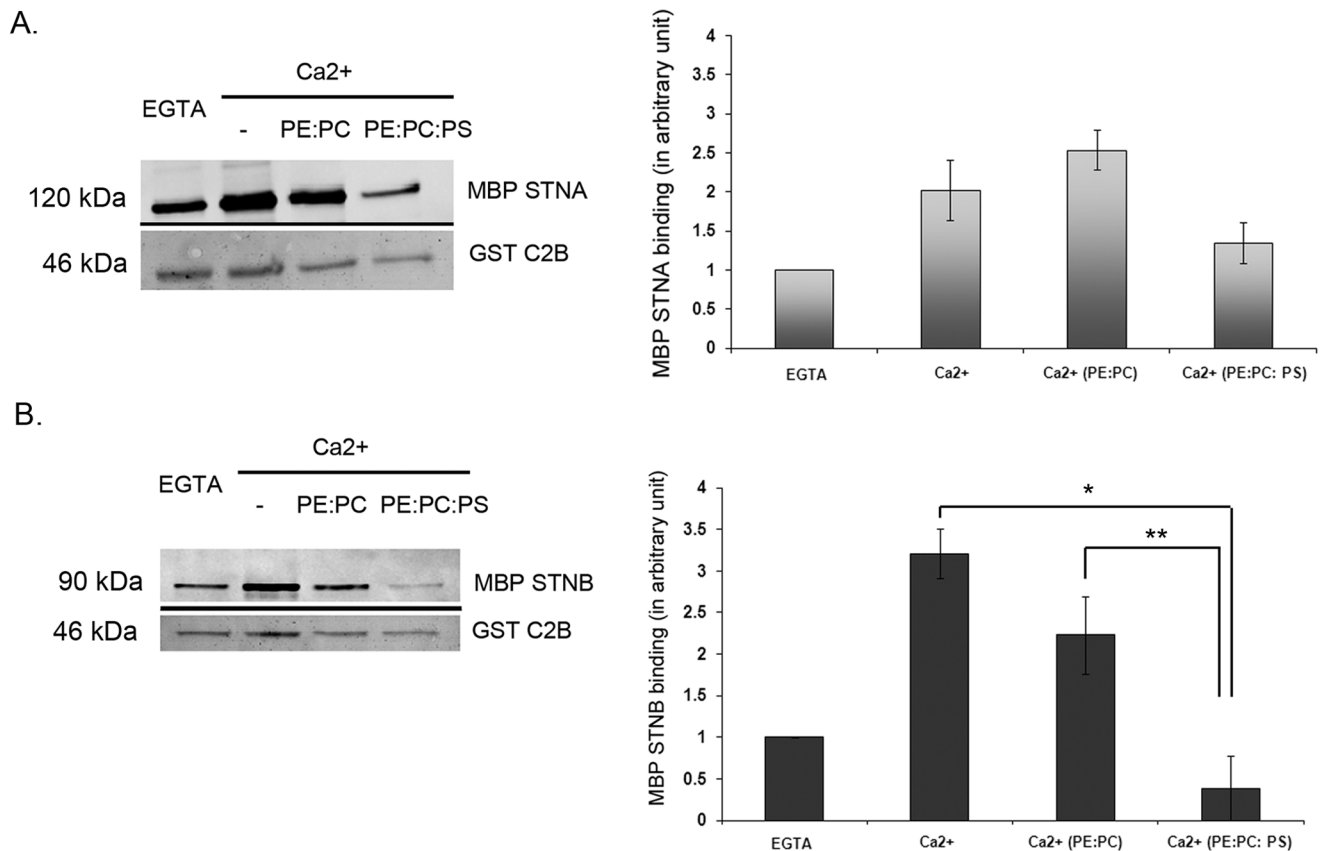 A.
Ca2+
EGTA
- PE:PC PE:PC:PS
120 kDa MBP STNA
46 kDa GST C2B
MBP STNA binding (in arbitrary unit)
4
3.5
3
2.5
2
1.5
1
0.5
0
EGTA Ca2+ Ca2+ (PE:PC) Ca2+ (PE:PC: PS)
B.
Ca2+
EGTA
- PE:PC PE:PC:PS
90 kDa MBP STNB
46 kDa GST C2B
MBP STNB binding (in arbitrary unit)
4
3.5
3
2.5
2
1.5
1
0.5
0
*
**
EGTA Ca2+ Ca2+ (PE:PC) Ca2+ (PE:PC: PS)